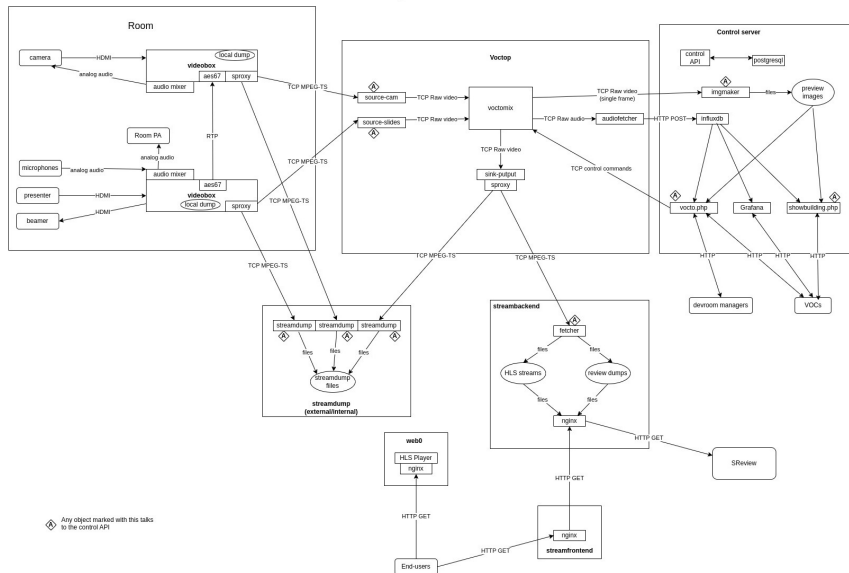 Room
camera
HDMI
analog audio
videobox
local dump
aes67
sproxy
audio mixer
RTP
Room PA
analog audio
microphones
analog audio
audio mixer
aes67
presenter
HDMI
videobox
local dump
sproxy
beamer
HDMI
TCP MPEG-TS
TCP MPEG-TS
TCP MPEG-TS
TCP MPEG-TS
Voctop
A
source-cam
TCP Raw video
source-slides
A
TCP Raw video
voctomix
TCP Raw video
(single frame)
TCP Raw audio
audiofetcher
HTTP POST
TCP Raw video
sink-output
sproxy
TCP control commands
TCP MPEG-TS
TCP MPEG-TS
Control server
control
API
postgresql
A
imgmaker
files
preview
images
influxdb
A
vocto.php
Grafana
A
showbuilding.php
HTTP
HTTP
HTTP
HTTP
devroom managers
VOCs
streamdump
streamdump
streamdump
A
A
A
files
files
files
streamdump
files
streamdump
(external/internal)
streambackend
A
fetcher
files
files
HLS streams
review dumps
files
files
nginx
HTTP GET
SReview
web0
HLS Player
nginx
HTTP GET
HTTP GET
nginx
streamfrontend
HTTP GET
End-users
A
Any object marked with this talks
to the control API